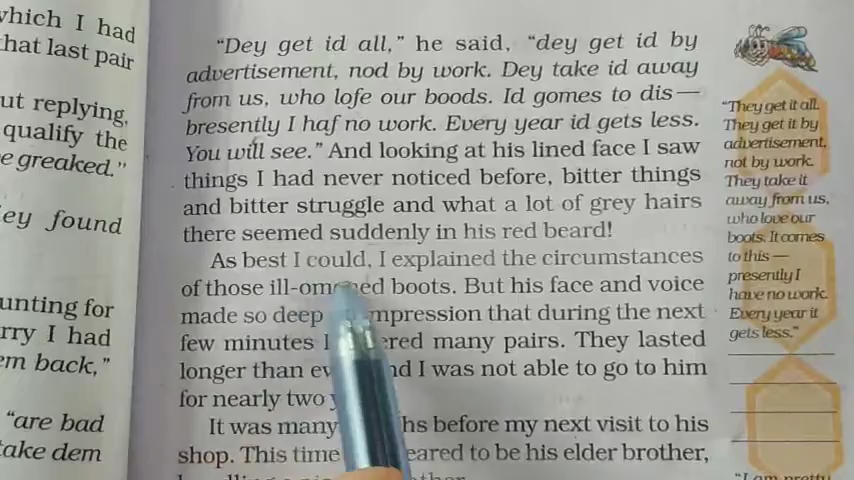 which I had
that last pair
ut replying,
qualify the
e greaked."
ey found
unting for
rry I had
em back,"
"are bad
take dem
"Dey get id all," he said, "dey get id by
advertisement, nod by work. Dey take id away
from us, who lofe our boods. Id gomes to dis—
bresently I haf no work. Every year id gets less.
You will see." And looking at his lined face I saw
things I had never noticed before, bitter things
and bitter struggle and what a lot of grey hairs
there seemed suddenly in his red beard!
As best I could, I explained the circumstances
of those ill-omened boots. But his face and voice
made so deep impression that during the next
few minutes I many pairs. They lasted
longer than I was not able to go to him
for nearly two
It was many before my next visit to his
shop. This time to be his elder brother,
"They get it all.
They get it by
advertisement,
not by work.
They take it
away from us,
who love our
boots. It comes
to this —
presently I
have no work.
Every year it
gets less."
"I am pretty